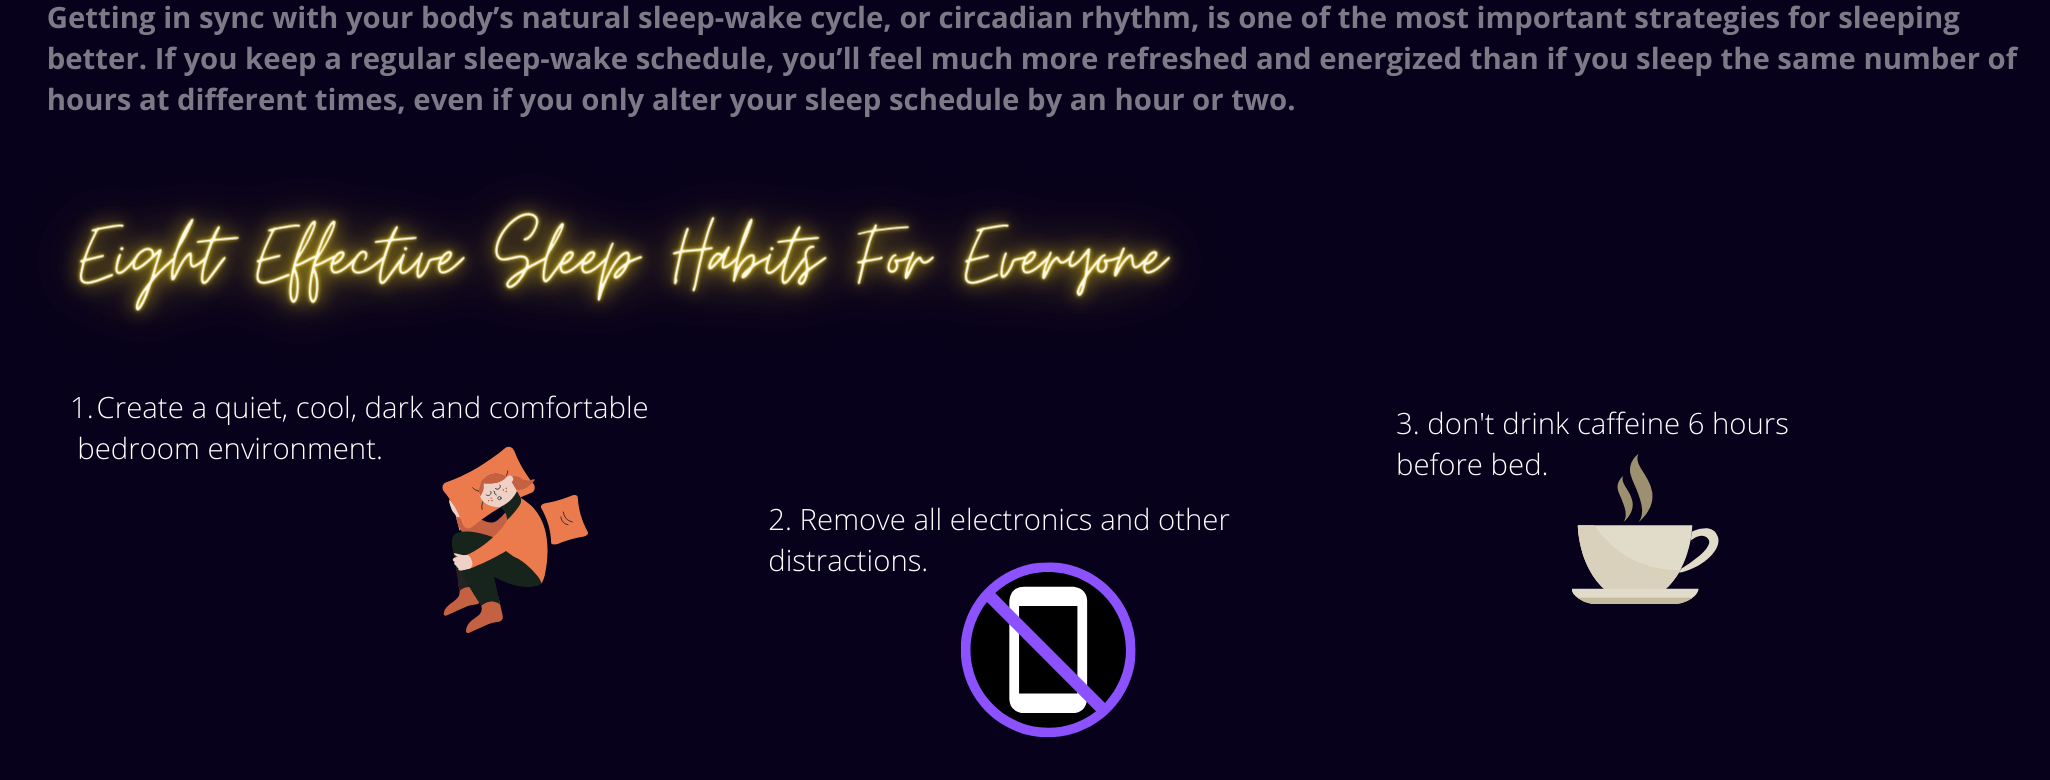 Getting in sync with your body’s natural sleep-wake cycle, or circadian rhythm, is one of the most important strategies for sleeping
better. If you keep a regular sleep-wake schedule, you’ll feel much more refreshed and energized than if you sleep the same number of
hours at different times, even if you only alter your sleep schedule by an hour or two.
Eight Effective Sleep Habits For Everyone
1.Create a quiet, cool, dark and comfortable
bedroom environment.
2. Remove all electronics and other
distractions.
3. don't drink caffeine 6 hours
before bed.